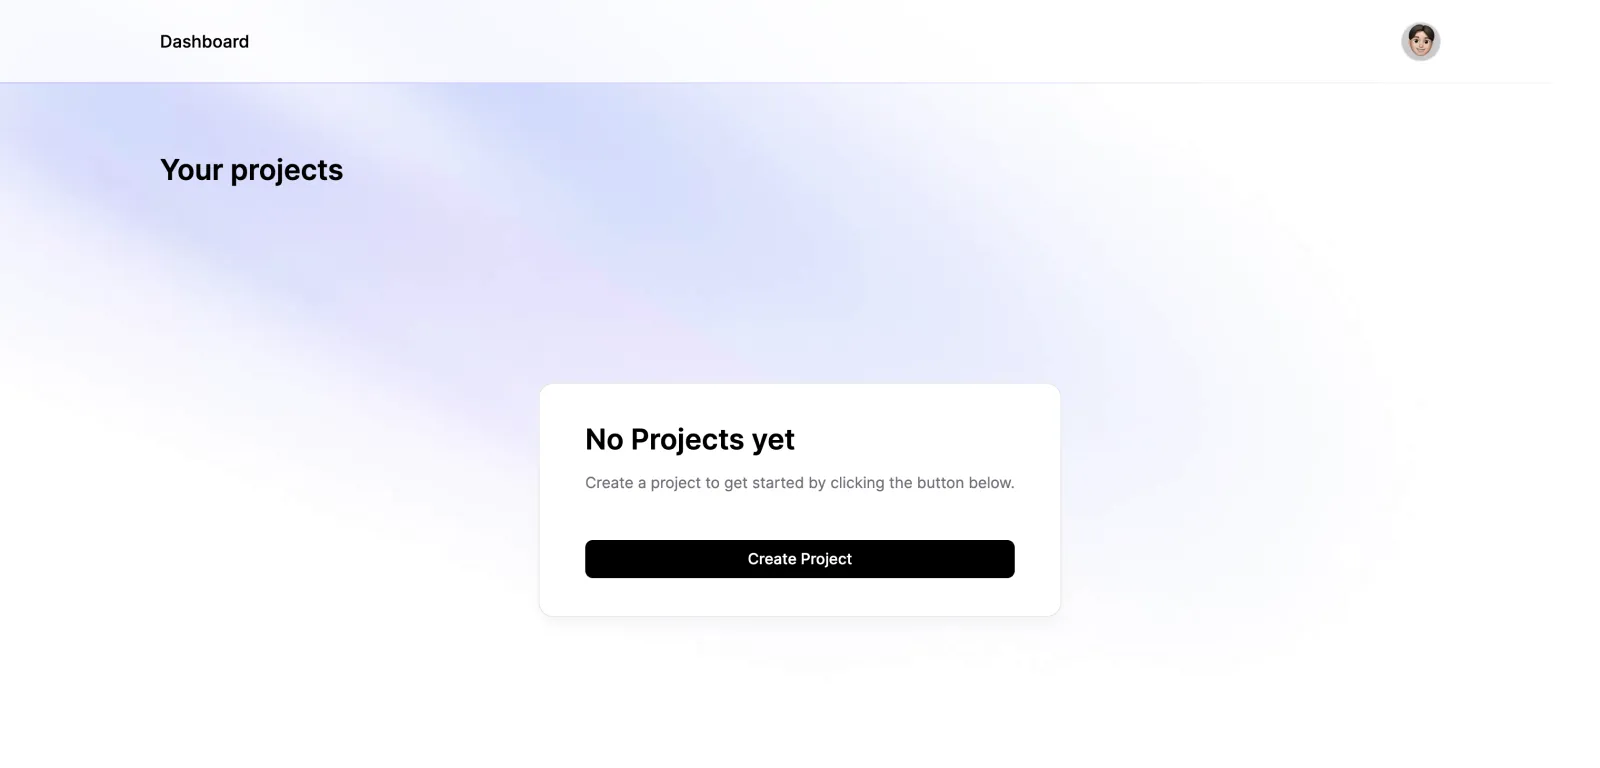 Dashboard
Your projects
No Projects yet
Create a project to get started by clicking the button below.
Create Project